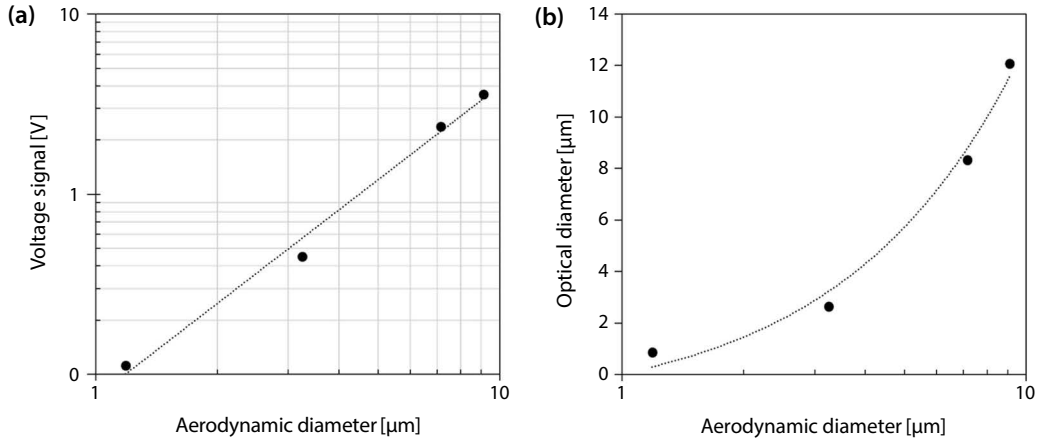 (a)
10
1
0
Voltage signal [V]
1
10
Aerodynamic diameter [µm]
(b)
14
12
10
8
6
4
2
0
Optical diameter [µm]
1
10
Aerodynamic diameter [µm]